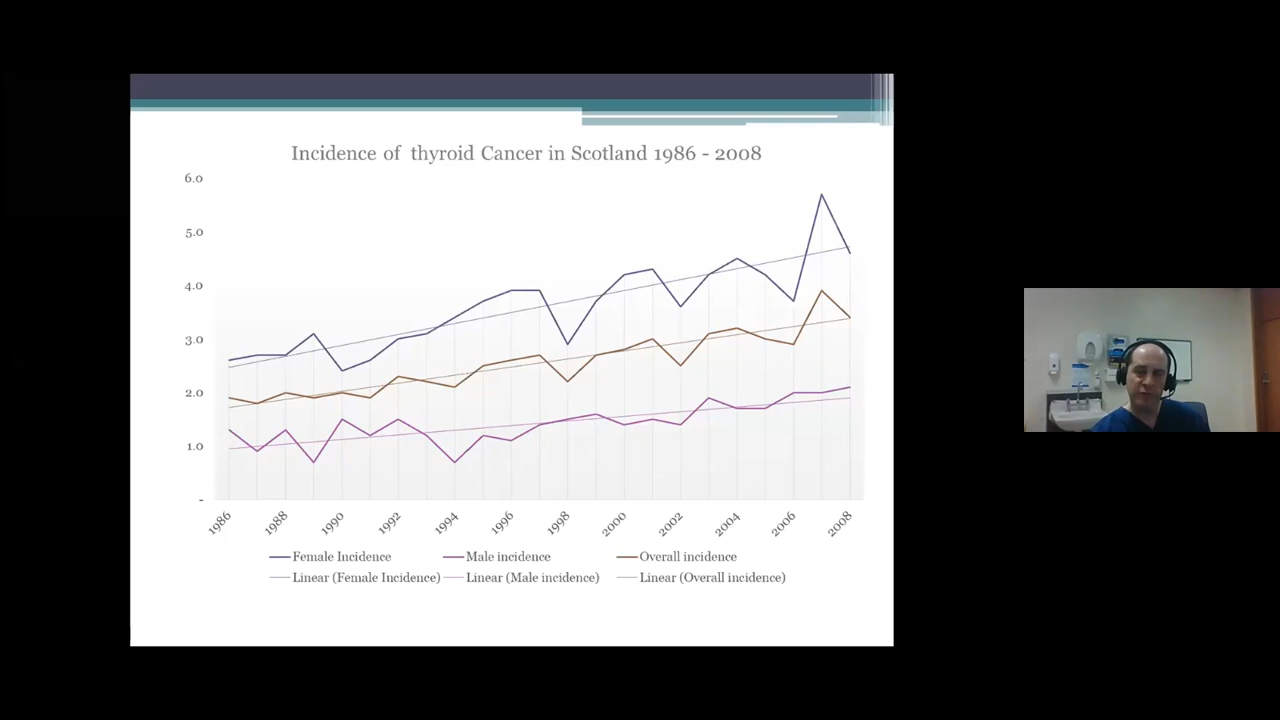 Incidence of thyroid Cancer in Scotland 1986 - 2008
6.0
5.0
4.0
3.0
2.0
1.0
-
1986 1988 1990 1992 1994 1996 1998 2000 2002 2004 2006 2008
Female Incidence Male incidence Overall incidence
Linear (Female Incidence) Linear (Male incidence) Linear (Overall incidence)